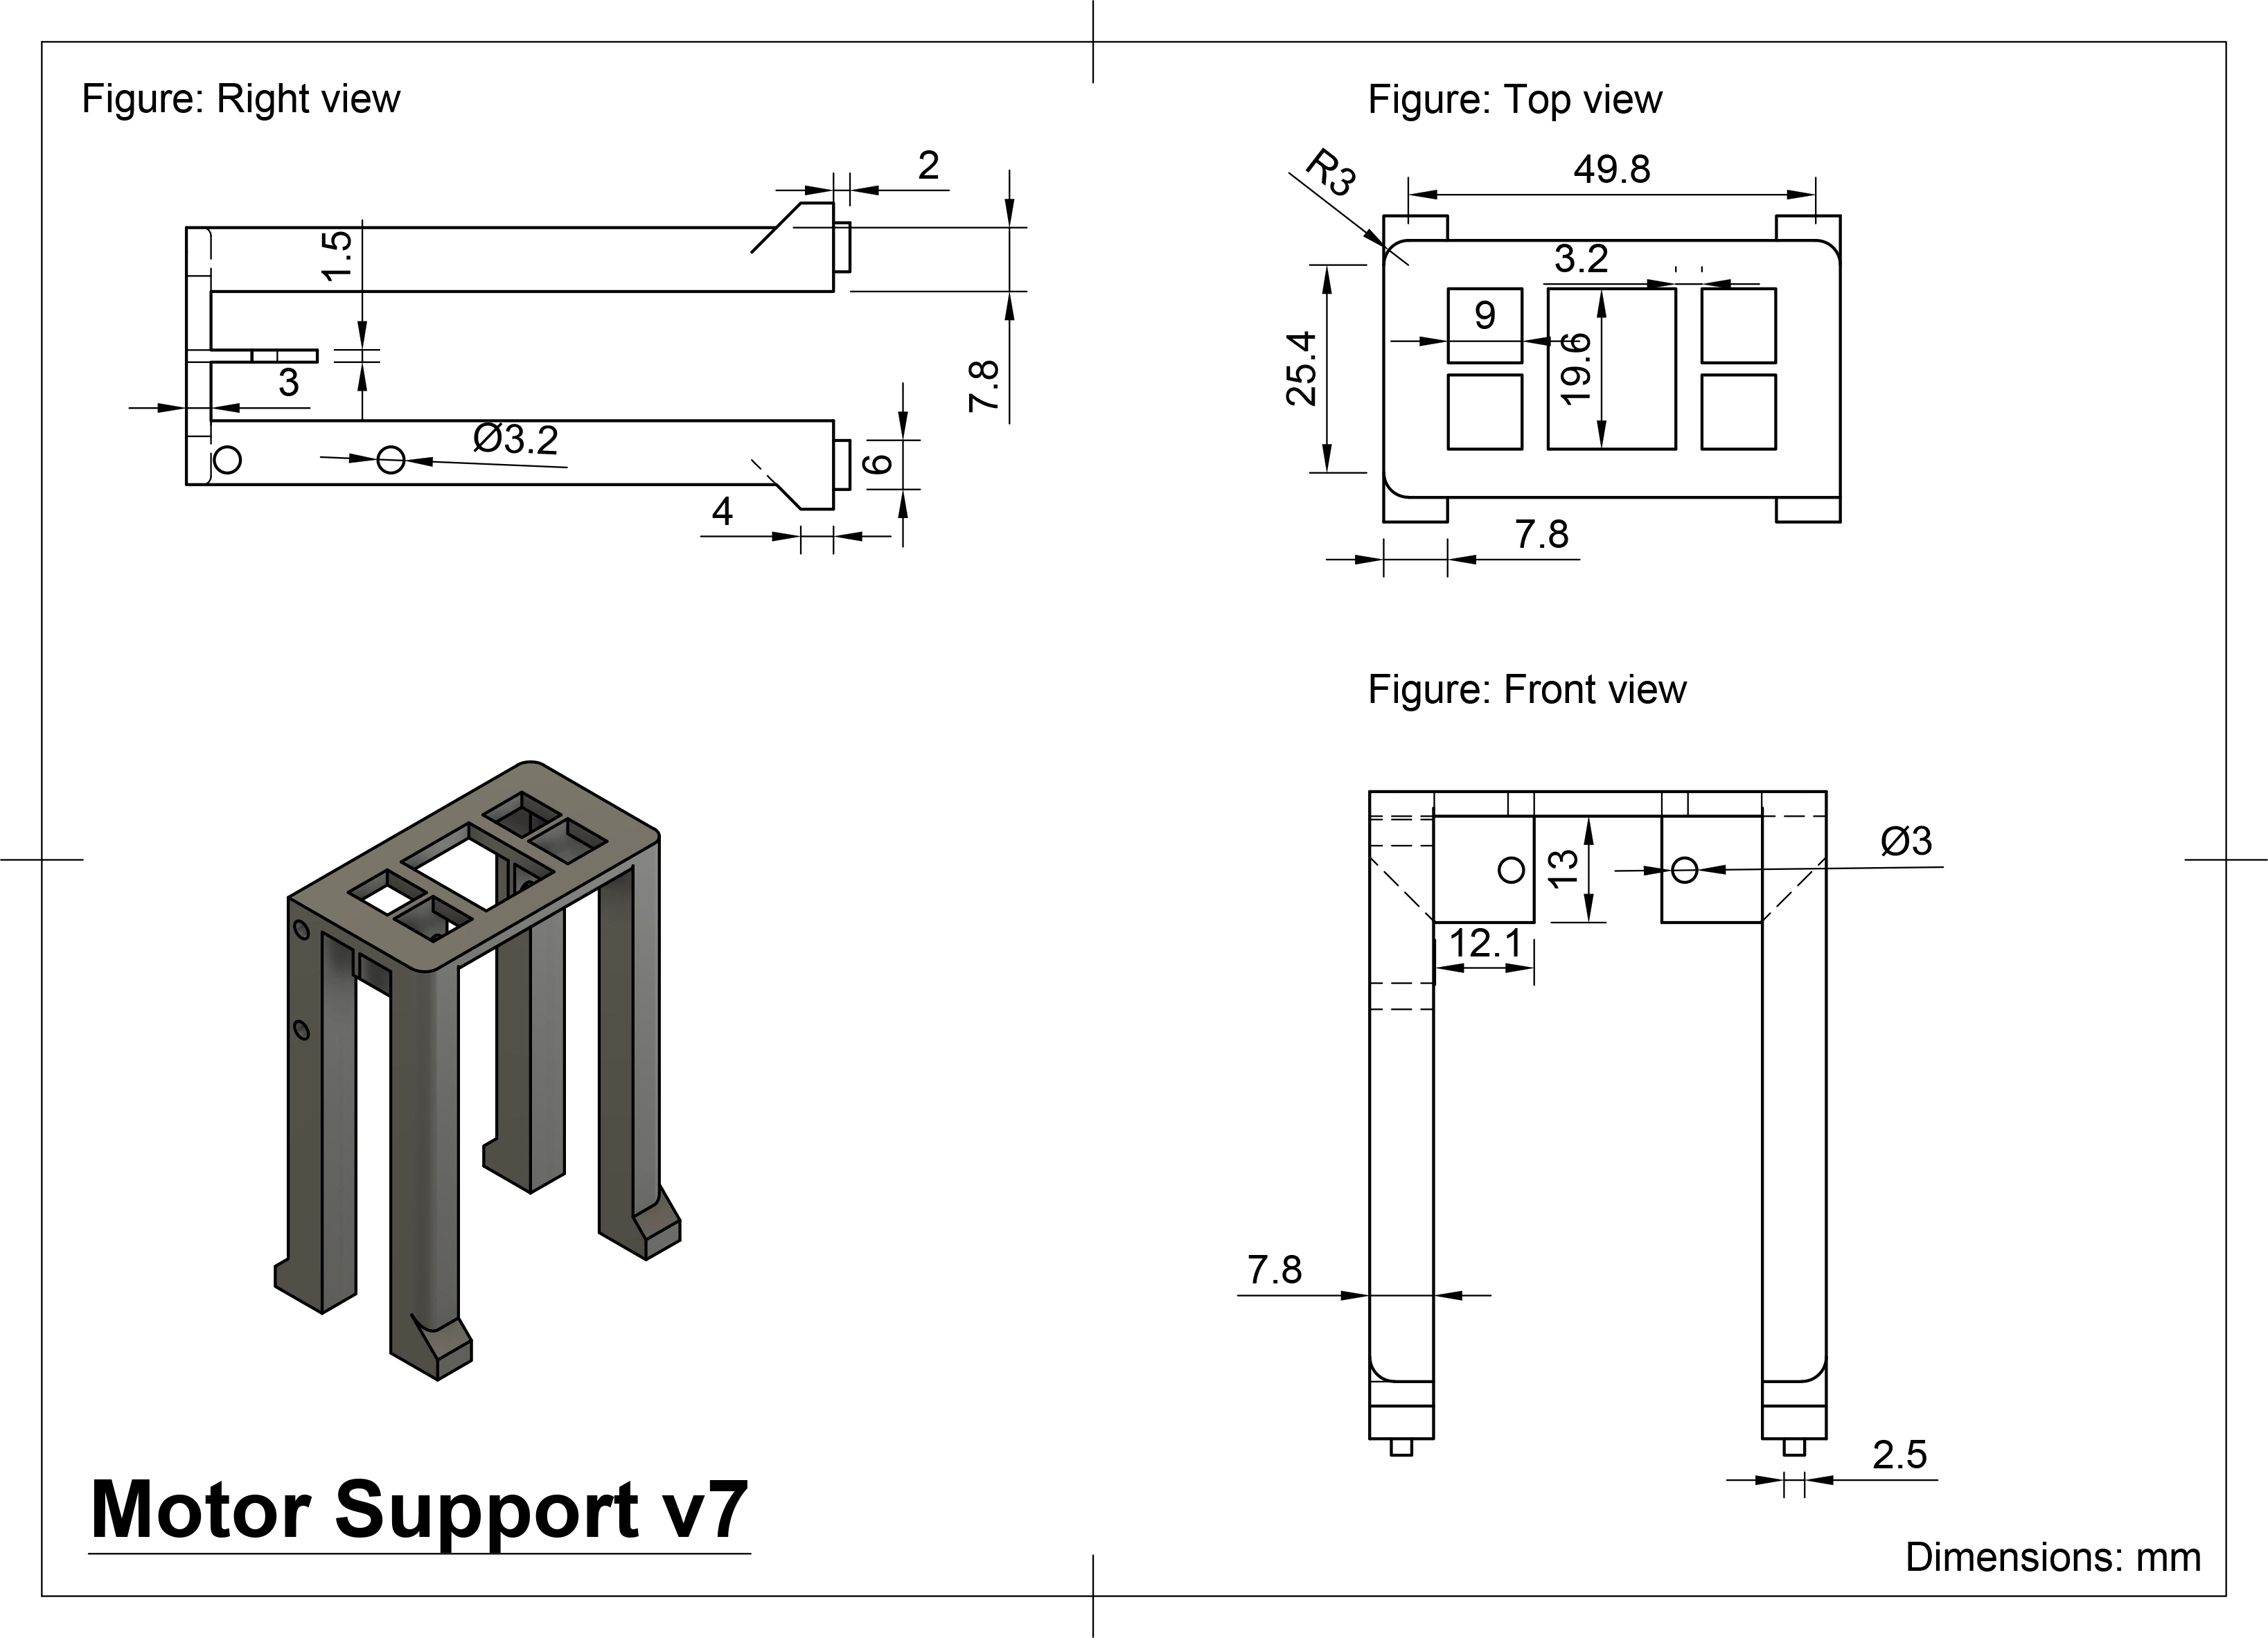 Figure: Right view
2
1.5
3
Ø3.2
7.8
6
4
Figure: Top view
R3
49.8
3.2
9
19.6
25.4
7.8
Figure: Front view
Ø3
13
12.1
7.8
2.5
Motor Support v7
Dimensions: mm